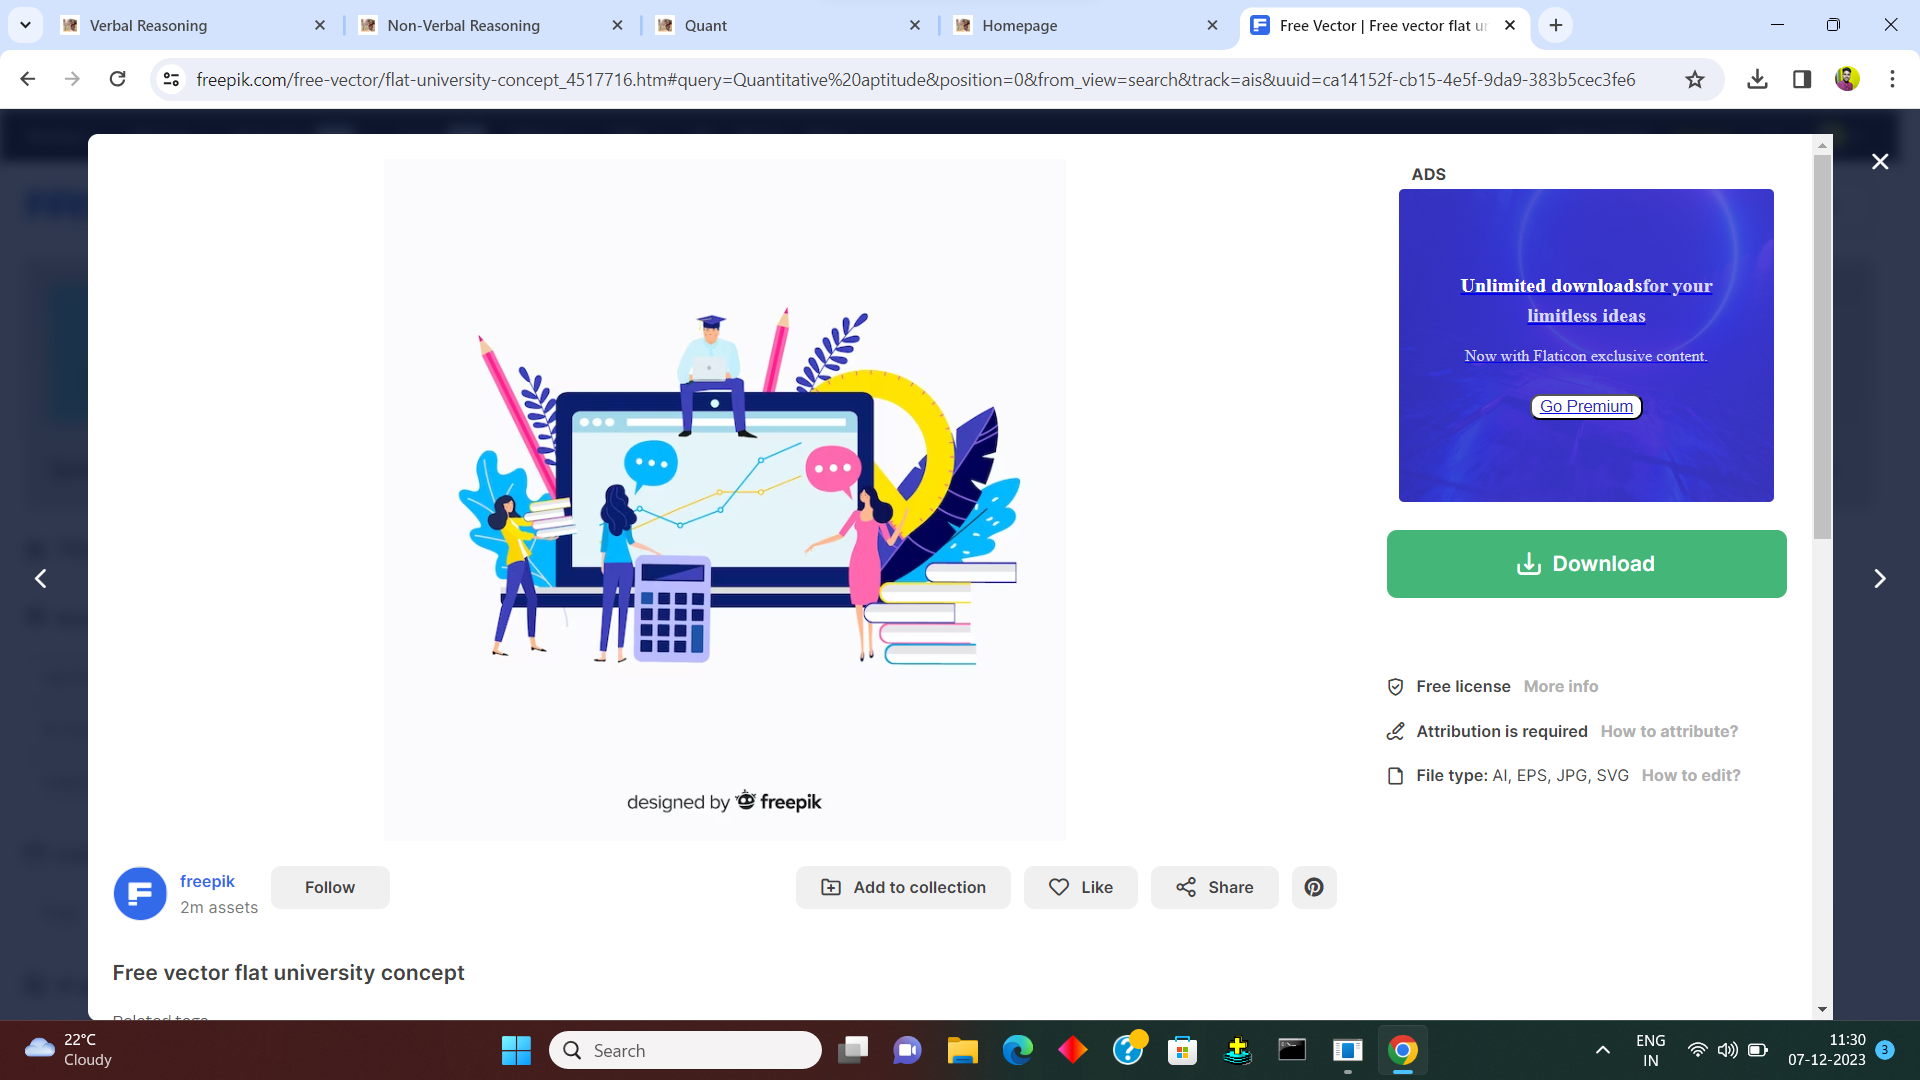 Verbal Reasoning
Non-Verbal Reasoning
Quant
Homepage
Free Vector | Free vector flat
freepik.com/free-vector/flat-university-concept_4517716.htm#query=Quantitative%20aptitude&position=0&from_view=search&track=ais&uuid=ca14152f-cb15-4e5f-9da9-383b5cec3fe6
ADS
Unlimited downloadsfor your
limitless ideas
Now with Flaticon exclusive content.
Go Premium
Download
Free license More info
Attribution is required How to attribute?
File type: AI, EPS, JPG, SVG How to edit?
designed by freepik
freepik
2m assets
Follow
Add to collection
Like
Share
Free vector flat university concept
Related tags
22°C
Cloudy
Search
ENG
IN
11:30
07-12-2023
3